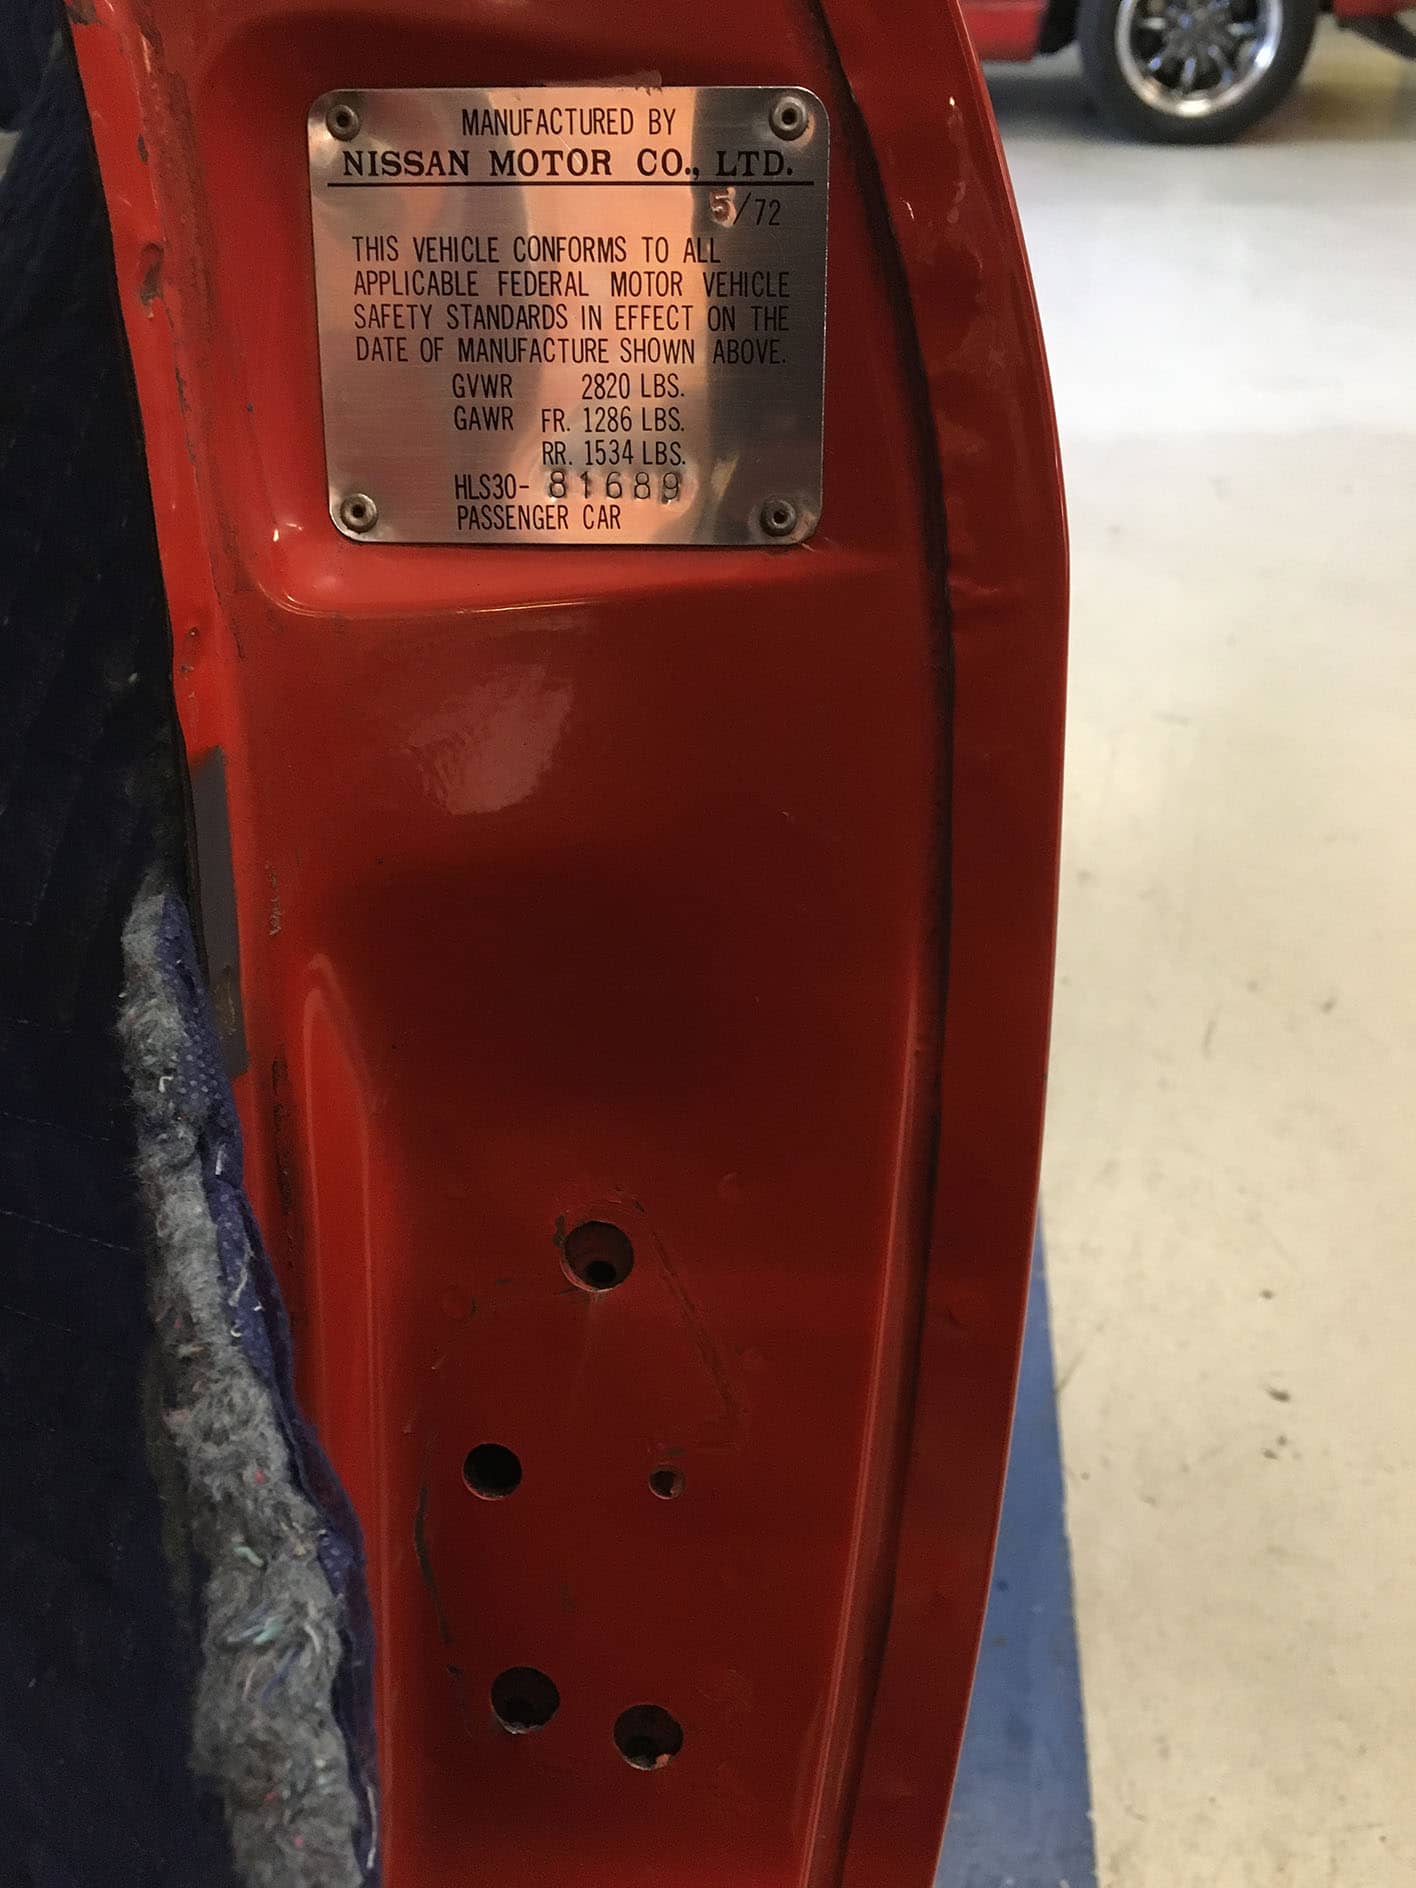 MANUFACTURED BY
NISSAN MOTOR CO., LTD.
5/72
THIS VEHICLE CONFORMS TO ALL
APPLICABLE FEDERAL MOTOR VEHICLE
SAFETY STANDARDS IN EFFECT ON THE
DATE OF MANUFACTURE SHOWN ABOVE.
GVWR 2820 LBS.
GAWR FR. 1286 LBS.
RR. 1534 LBS.
HLS30- 81689
PASSENGER CAR